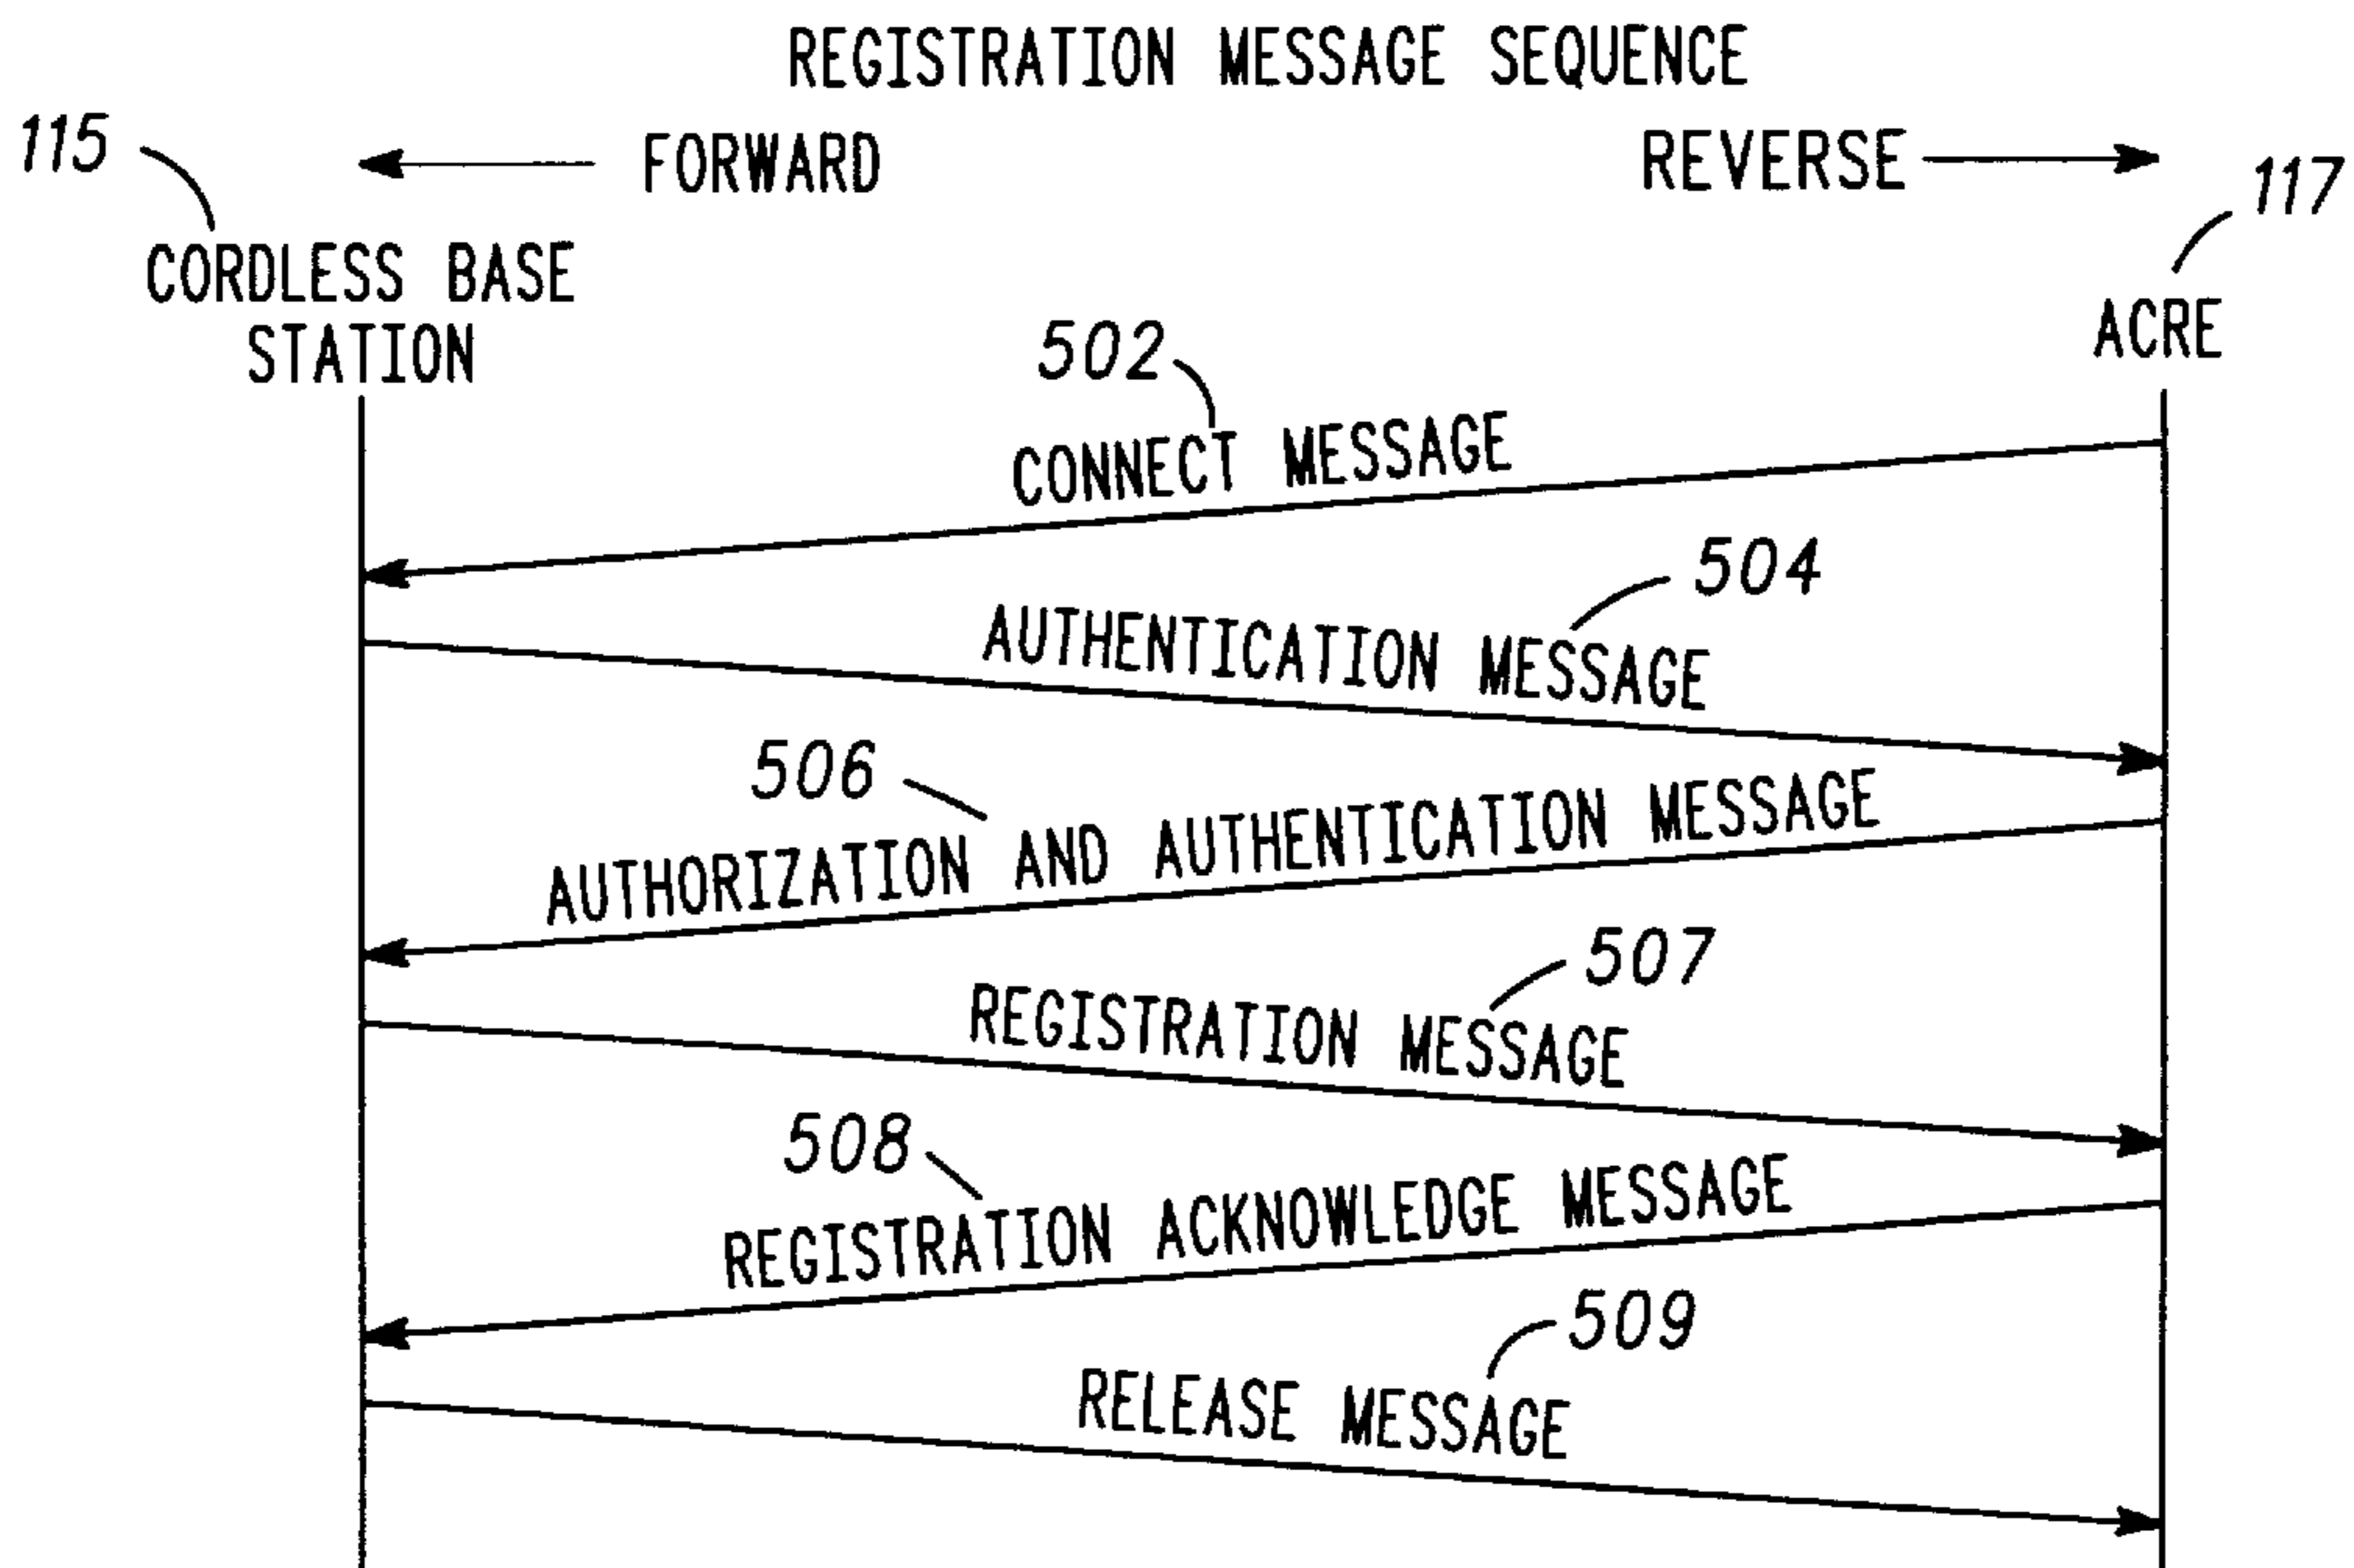 REGISTRATION MESSAGE SEQUENCE
115
FORWARD
REVERSE
117
CORDLESS BASE
STATION
ACRE
502
CONNECT MESSAGE
504
AUTHENTICATION MESSAGE
506
AUTHORIZATION AND AUTHENTICATION MESSAGE
507
REGISTRATION MESSAGE
508
REGISTRATION ACKNOWLEDGE MESSAGE
509
RELEASE MESSAGE